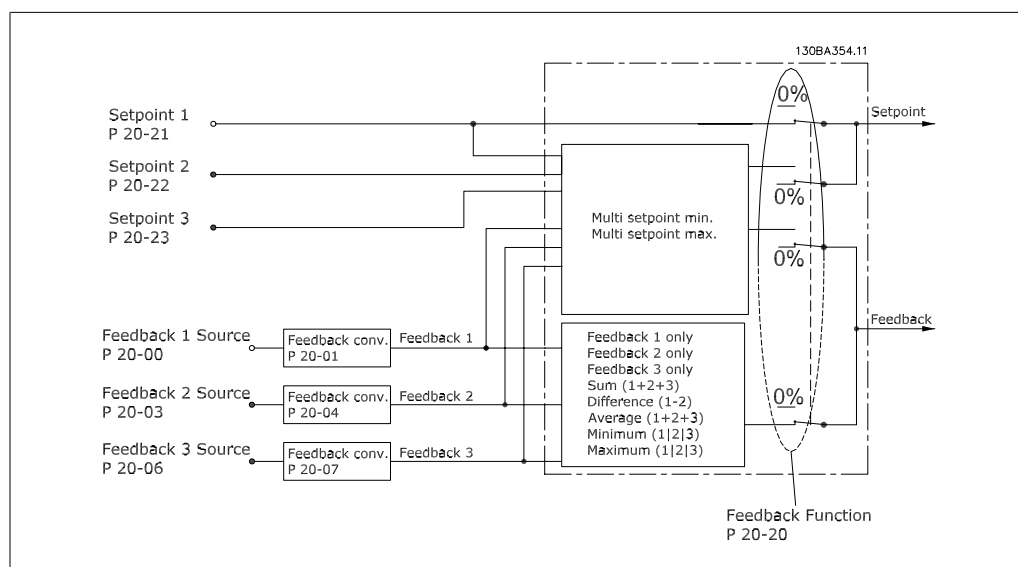 130BA354.11
0%
Setpoint 1
P 20-21
Setpoint
Setpoint 2
P 20-22
0%
Setpoint 3
P 20-23
Multi setpoint min.
Multi setpoint max.
0%
Feedback
Feedback 1 Source
P 20-00
Feedback conv.
P 20-01
Feedback 1
Feedback 2 Source
P 20-03
Feedback conv.
P 20-04
Feedback 2
Feedback 3 Source
P 20-06
Feedback conv.
P 20-07
Feedback 3
Feedback 1 only
Feedback 2 only
Feedback 3 only
Sum (1+2+3)
Difference (1-2)
Average (1+2+3)
Minimum (1|2|3)
Maximum (1|2|3)
0%
Feedback Function
P 20-20